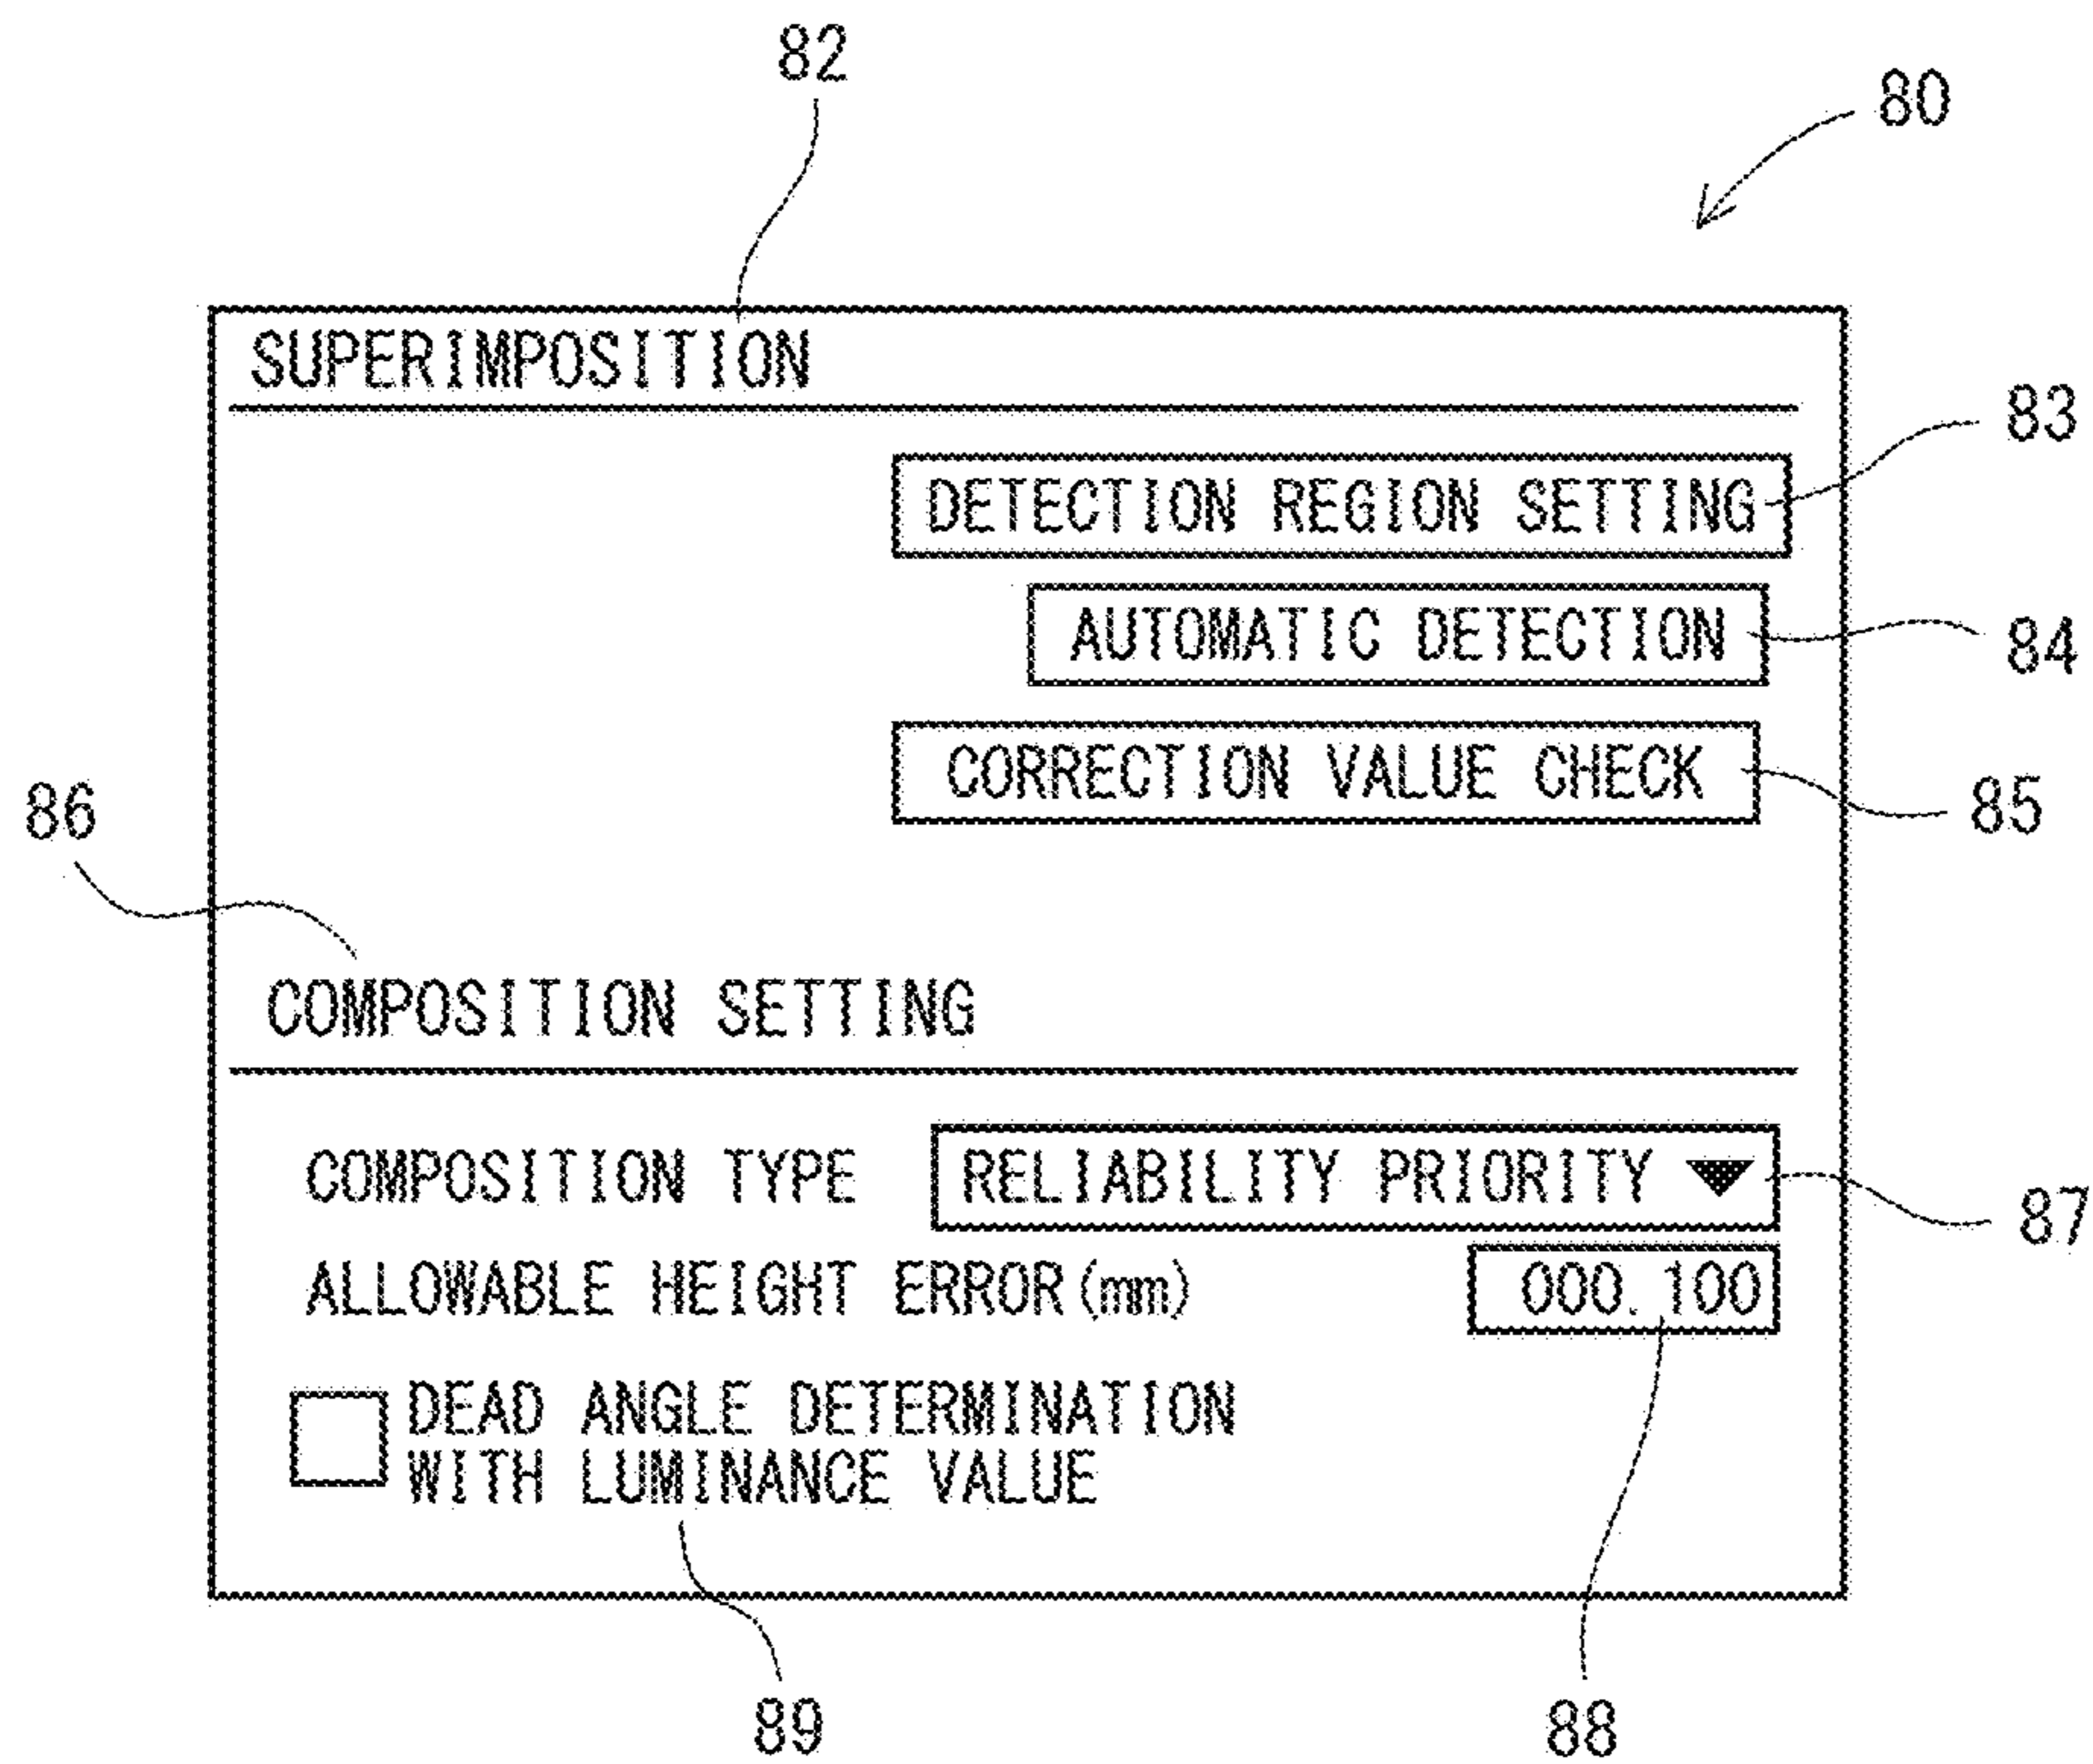 82
80
SUPERIMPOSITION
83
DETECTION REGION SETTING
AUTOMATIC DETECTION
84
CORRECTION VALUE CHECK
85
86
COMPOSITION SETTING
COMPOSITION TYPE RELIABILITY PRIORITY ▼
87
ALLOWABLE HEIGHT ERROR(mm) 000.100
DEAD ANGLE DETERMINATION
WITH LUMINANCE VALUE
89
88